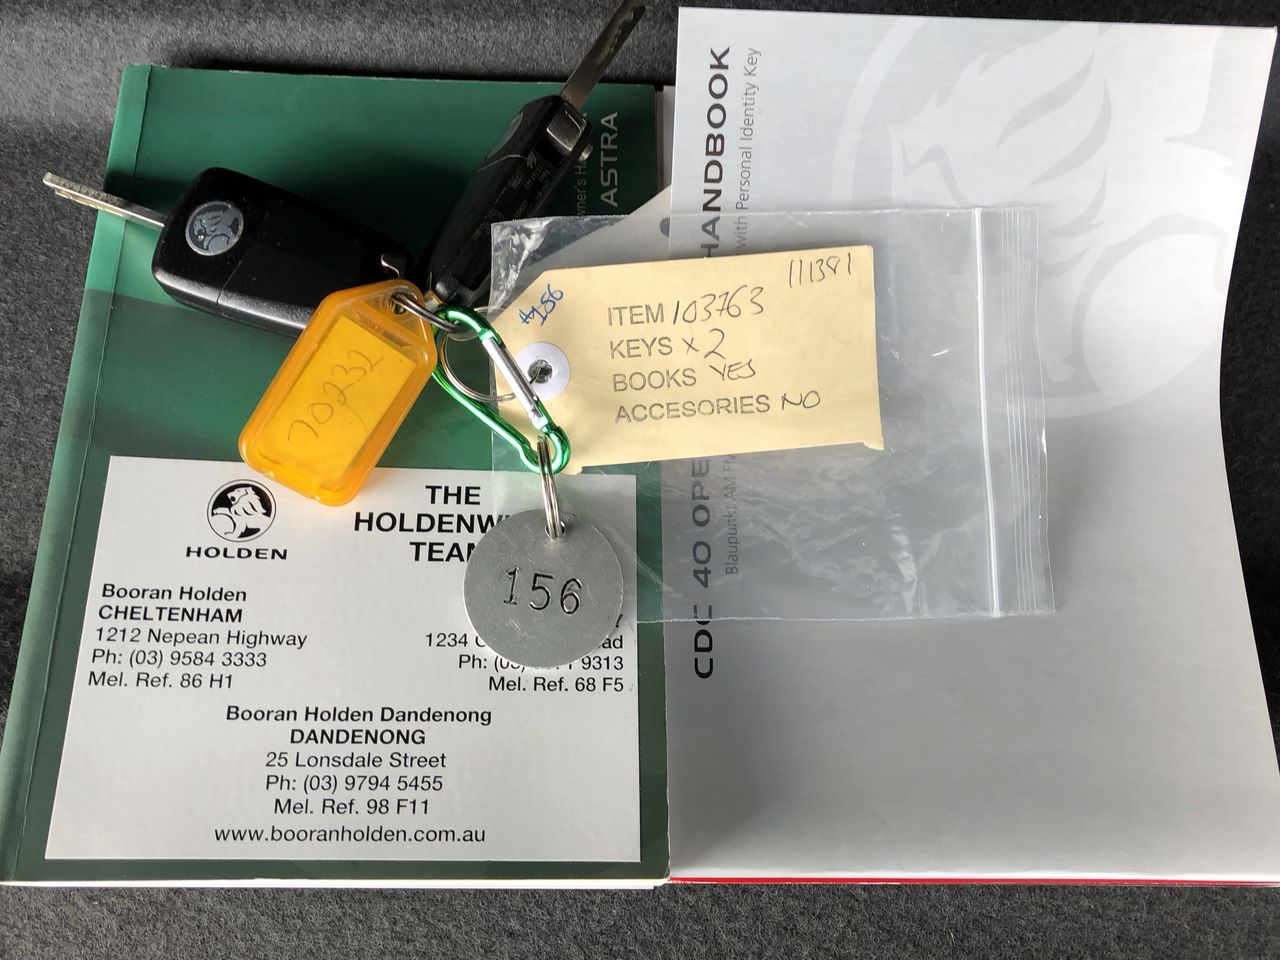 Owner's
ASTRA
HANDBOOK
with Personal Identity Key
CDC 40 OPE
Blaupunkt AM FM
#156
111381
ITEM 103763
KEYS x 2
BOOKS YES
ACCESORIES NO
70232
156
HOLDEN
THE
HOLDENW
TEAM
Booran Holden
CHELTENHAM
1212 Nepean Highway
Ph: (03) 9584 3333
Mel. Ref. 86 H1
1234
Ph: 9313
Mel. Ref. 68 F5
Booran Holden Dandenong
DANDENONG
25 Lonsdale Street
Ph: (03) 9794 5455
Mel. Ref. 98 F11
www.booranholden.com.au